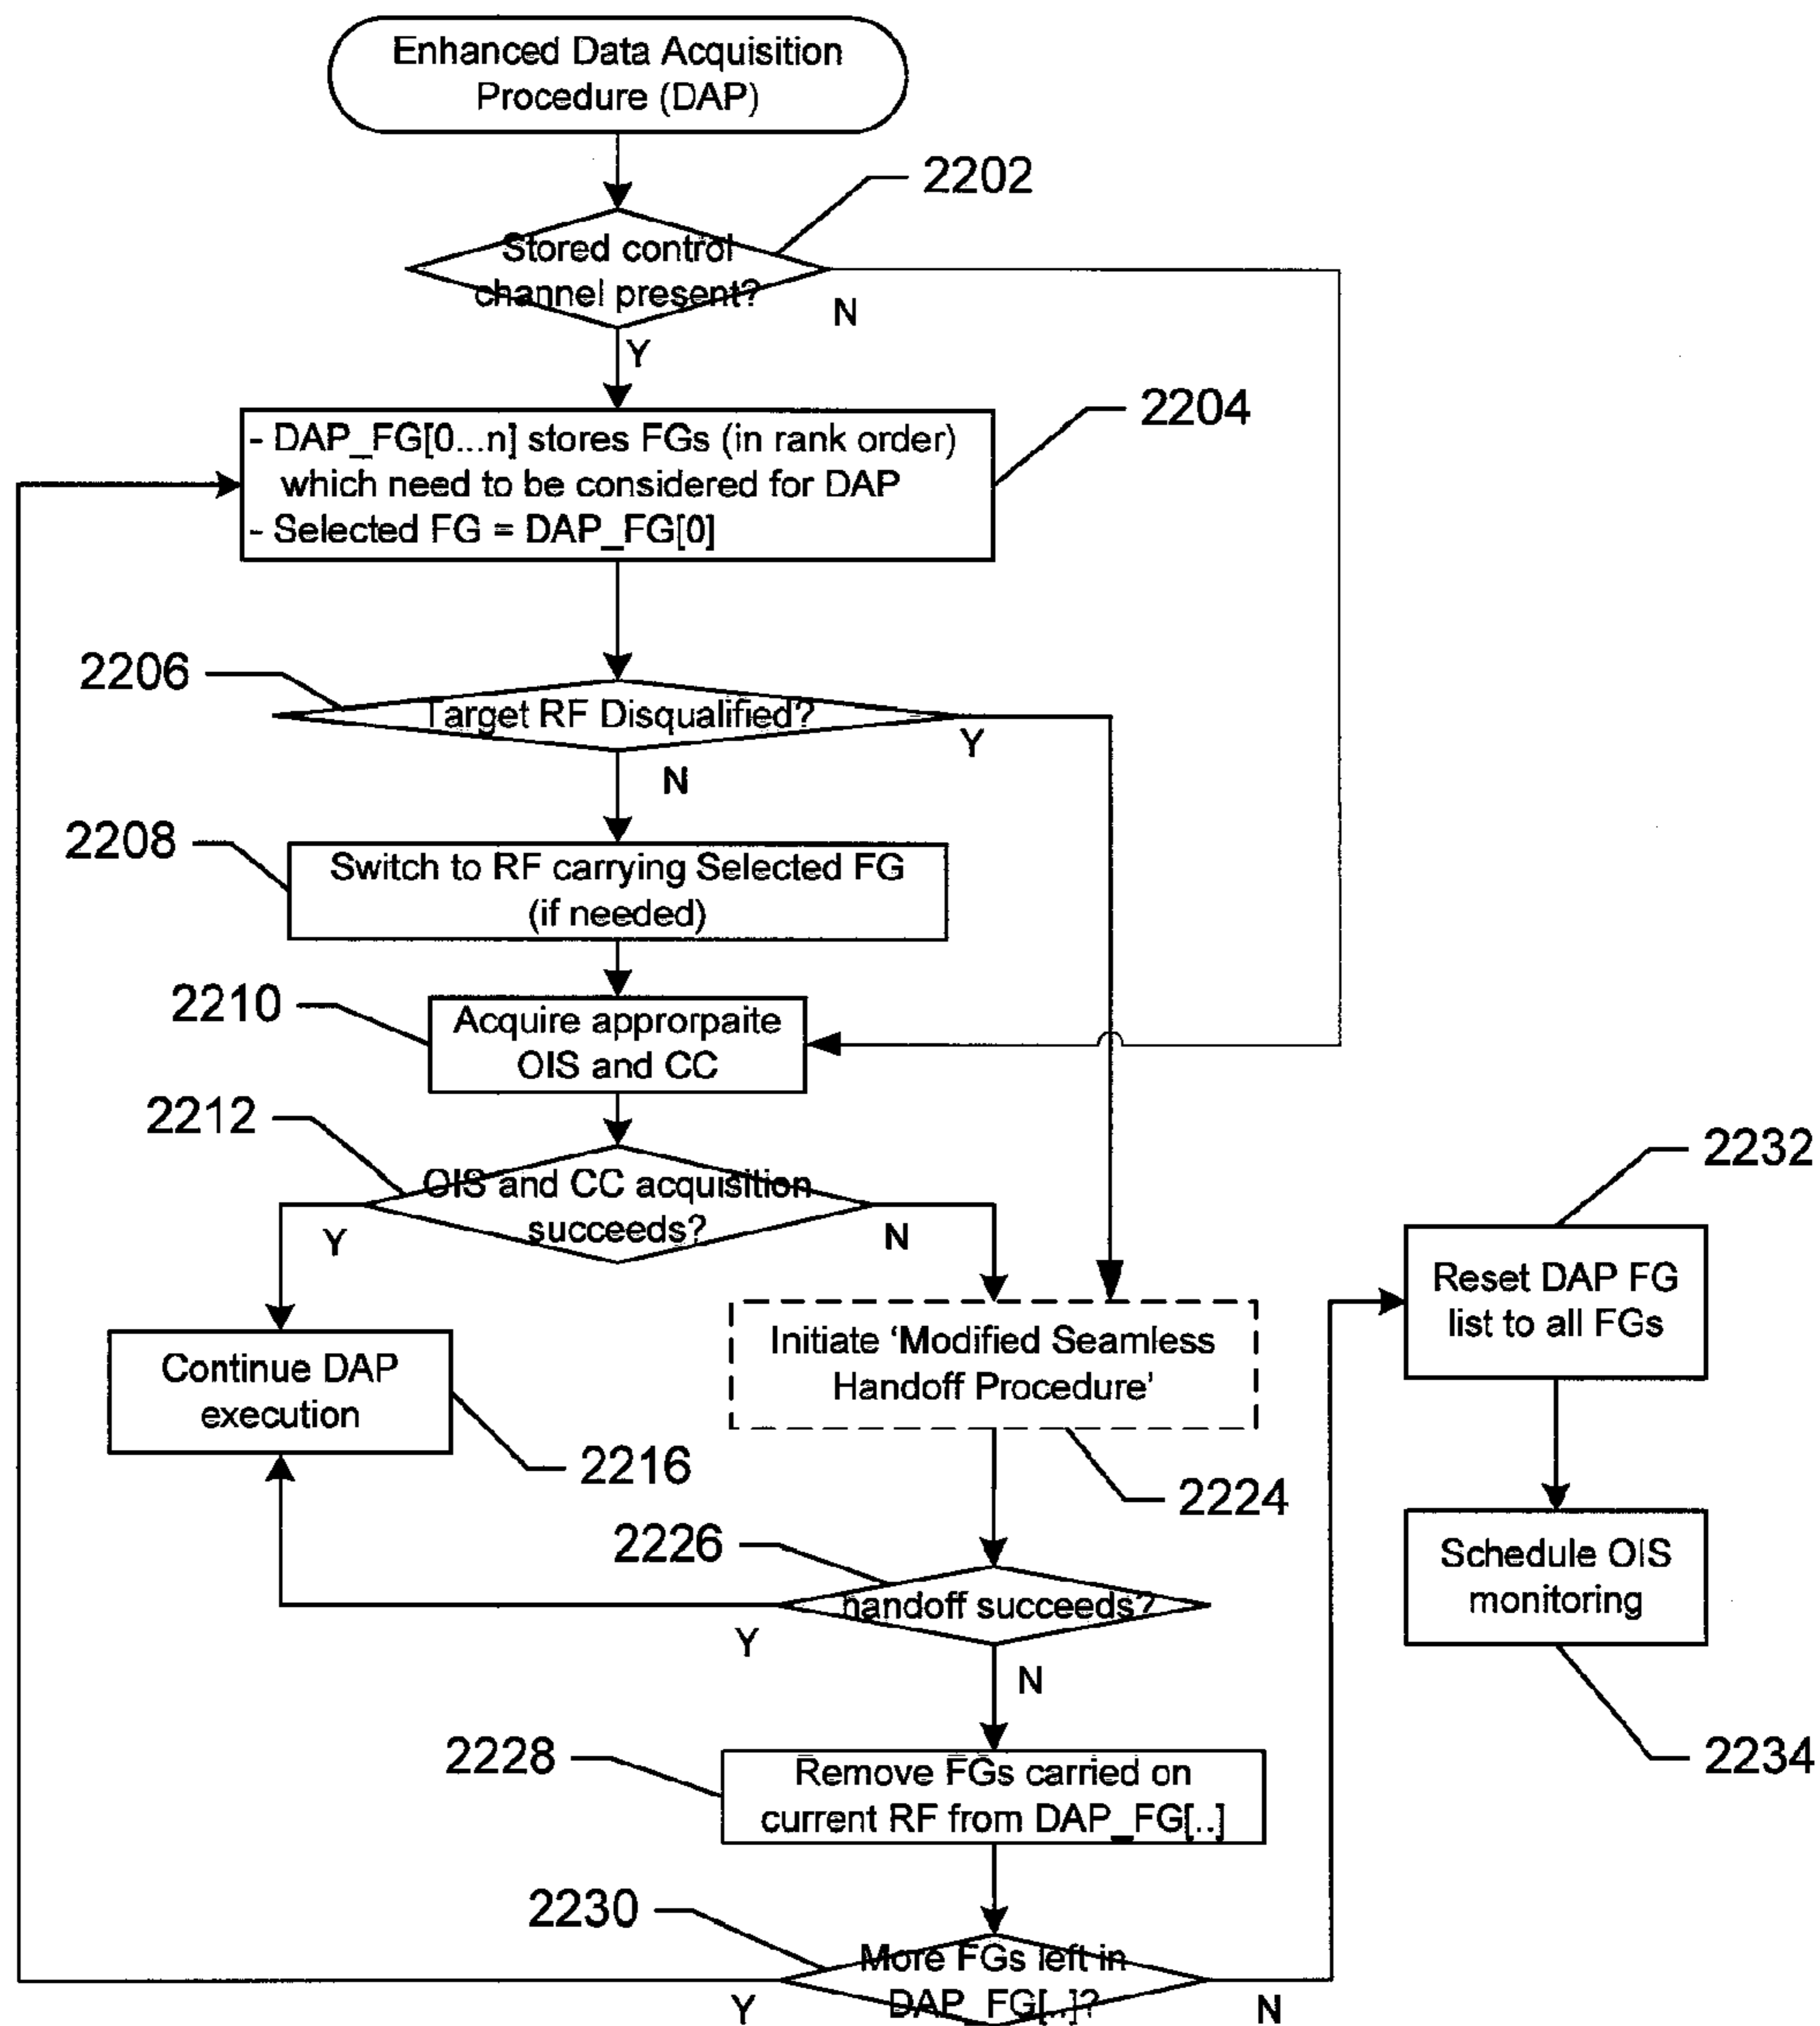 Enhanced Data Acquisition
Procedure (DAP)
2202
Stored control
channel present?
N
Y
2204
- DAP_FG[0...n] stores FGs (in rank order)
which need to be considered for DAP
- Selected FG = DAP_FG[0]
2206
Target RF Disqualified?
Y
N
2208
Switch to RF carrying Selected FG
(if needed)
2210
Acquire approrpaite
OIS and CC
2212
OIS and CC acquisition
succeeds?
Y
N
2232
Reset DAP FG
list to all FGs
Initiate ‘Modified Seamless
Handoff Procedure’
Continue DAP
execution
2216
2224
2226
handoff succeeds?
Y
N
Schedule OIS
monitoring
2234
2228
Remove FGs carried on
current RF from DAP_FG[..]
2230
More FGs left in
DAP_FG[..]?
Y
N